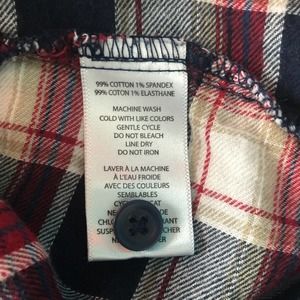 99% COTTON 1% SPANDEX
99% COTON 1% ELASTHANE
MACHINE WASH
COLD WITH LIKE COLORS
GENTLE CYCLE
DO NOT BLEACH
LINE DRY
DO NOT IRON
LAVER À LA MACHINE
À L'EAU FROIDE
AVEC DES COULEURS
SEMBLABLES